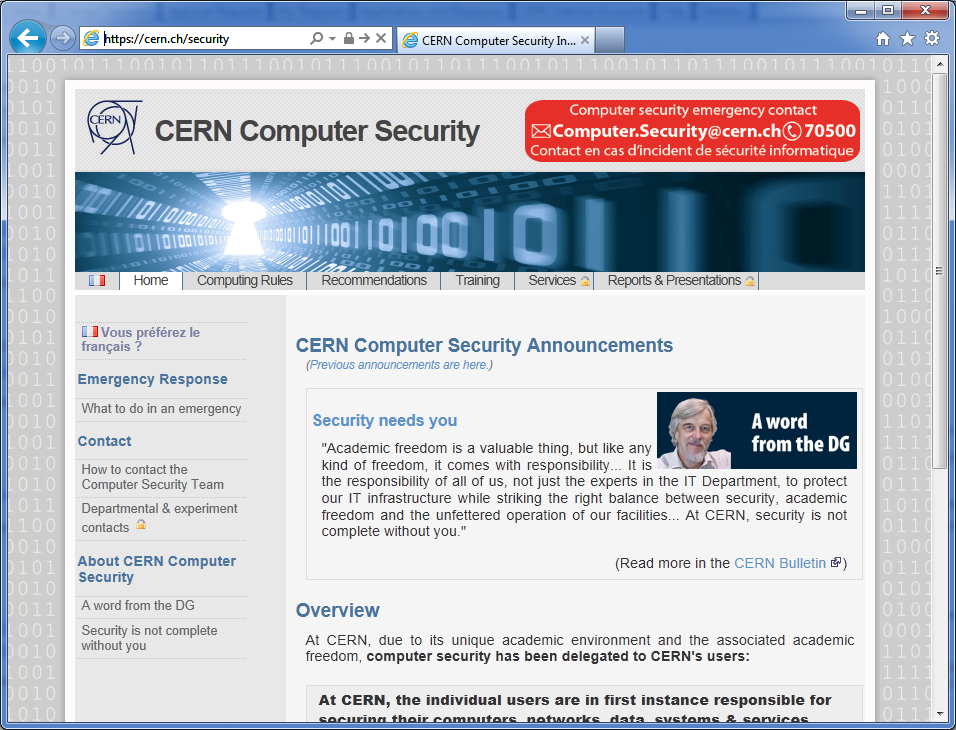 https://cern.ch/security
CERN Computer Security In...
CERN
CERN Computer Security
Computer security emergency contact
Computer.Security@cern.ch 70500
Contact en cas d'incident de sécurité informatique
Home Computing Rules Recommendations Training Services Reports & Presentations
Vous préférez le
français ?
Emergency Response
What to do in an emergency
Contact
How to contact the
Computer Security Team
Departmental & experiment
contacts
About CERN Computer
Security
A word from the DG
Security is not complete
without you
CERN Computer Security Announcements
(Previous announcements are here.)
Security needs you
A word
from the DG
"Academic freedom is a valuable thing, but like any
kind of freedom, it comes with responsibility... It is
the responsibility of all of us, not just the experts in the IT Department, to protect
our IT infrastructure while striking the right balance between security, academic
freedom and the unfettered operation of our facilities... At CERN, security is not
complete without you."
(Read more in the CERN Bulletin )
Overview
At CERN, due to its unique academic environment and the associated academic
freedom, computer security has been delegated to CERN's users:
At CERN, the individual users are in first instance responsible for
securing their computers, networks, data, systems & services